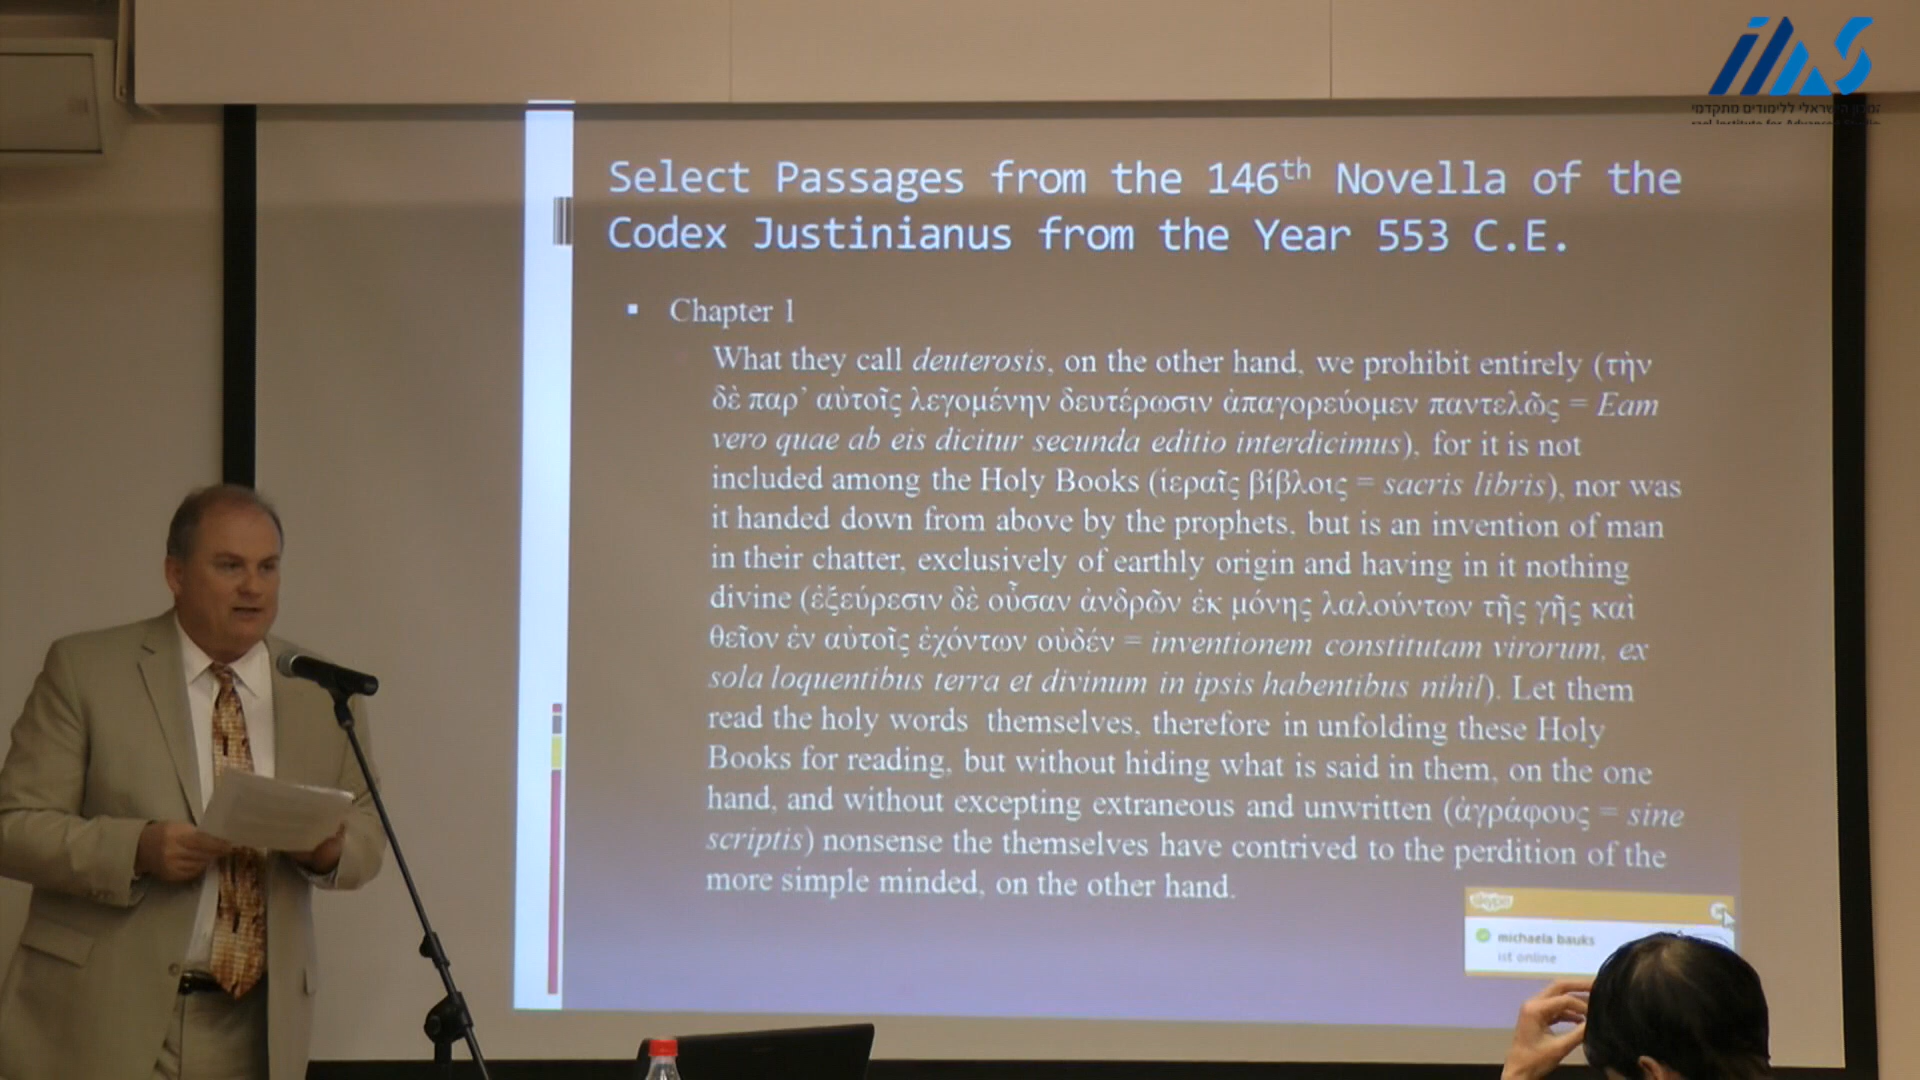 Select Passages from the 146th Novella of the
Codex Justinianus from the Year 553 C.E.
Chapter 1
What they call deuterosis, on the other hand, we prohibit entirely (τὴν
δὲ παρ᾽ αὐτοῖς λεγομένην δευτέρωσιν ἀπαγορεύομεν παντελῶς = Eam
vero quae ab eis dicitur secunda editio interdicimus), for it is not
included among the Holy Books (ἱεραῖς βίβλοις = sacris libris), nor was
it handed down from above by the prophets, but is an invention of man
in their chatter, exclusively of earthly origin and having in it nothing
divine (ἐξεύρεσιν δὲ οὖσαν ἀνδρῶν ἐκ μόνης λαλούντων τῆς γῆς καὶ
θεῖον ἐν αὐτοῖς ἐχόντων οὐδέν = inventionem constitutam virorum, ex
sola loquentibus terra et divinum in ipsis habentibus nihil). Let them
read the holy words themselves, therefore in unfolding these Holy
Books for reading, but without hiding what is said in them, on the one
hand, and without excepting extraneous and unwritten (ἀγράφους = sine
scriptis) nonsense the themselves have contrived to the perdition of the
more simple minded, on the other hand.
skype
michaela bauks
ist online
ללימודים מתקדמי